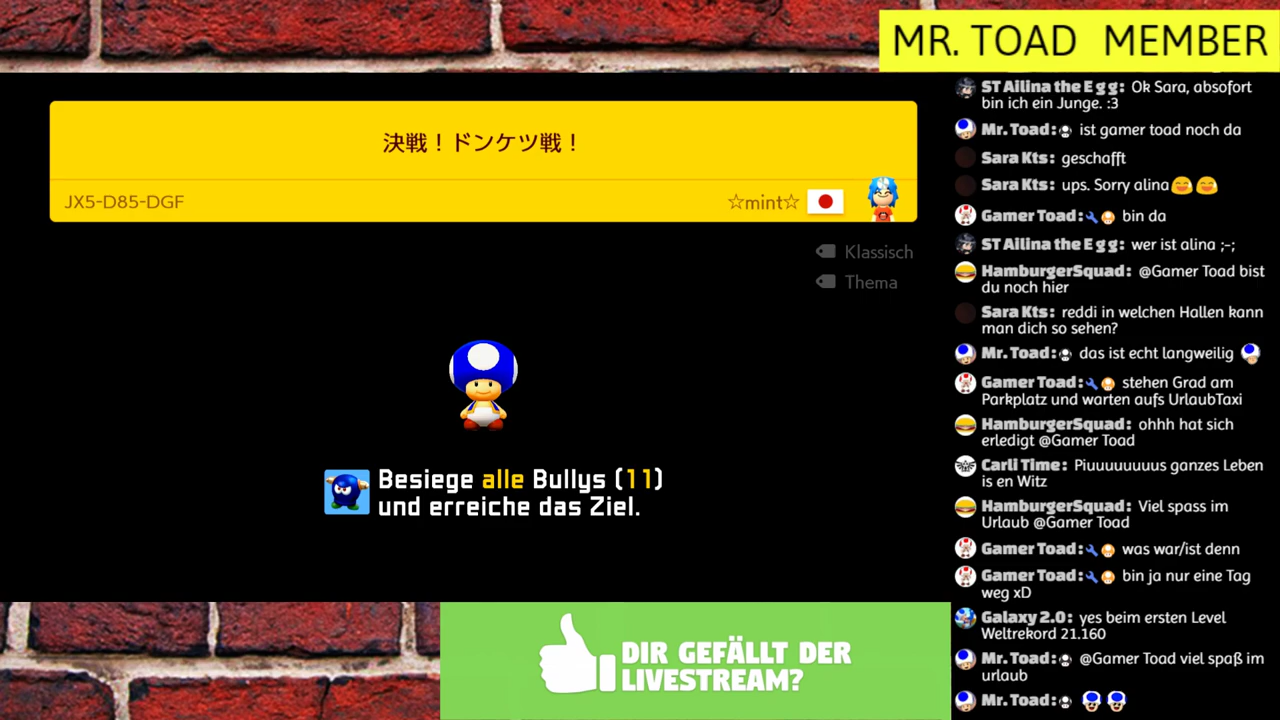 MR. TOAD MEMBER
決戦！ドンケツ戦！
JX5-D85-DGF
☆mint☆
Klassisch
Thema
Besiege alle Bullys (11)
und erreiche das Ziel.
DIR GEFÄLLT DER
LIVESTREAM?
ST Ailina the E g g: Ok Sara, absofort
bin ich ein Junge. :3
Mr. Toad: ist gamer toad noch da
Sara Kts: geschafft
Sara Kts: ups. Sorry alina😄😄
Gamer Toad: bin da
ST Ailina the E g g: wer ist alina ;-;
HamburgerSquad: @Gamer Toad bist
du noch hier
Sara Kts: reddi in welchen Hallen kann
man dich so sehen?
Mr. Toad: das ist echt langweilig
Gamer Toad: stehen Grad am
Parkplatz und warten aufs UrlaubTaxi
HamburgerSquad: ohhh hat sich
erledigt @Gamer Toad
Carli Time: Piuuuuuuuus ganzes Leben
is en Witz
HamburgerSquad: Viel spass im
Urlaub @Gamer Toad
Gamer Toad: was war/ist denn
Gamer Toad: bin ja nur eine Tag
weg xD
Galaxy 2.0: yes beim ersten Level
Weltrekord 21.160
Mr. Toad: @Gamer Toad viel spaß im
urlaub
Mr. Toad: